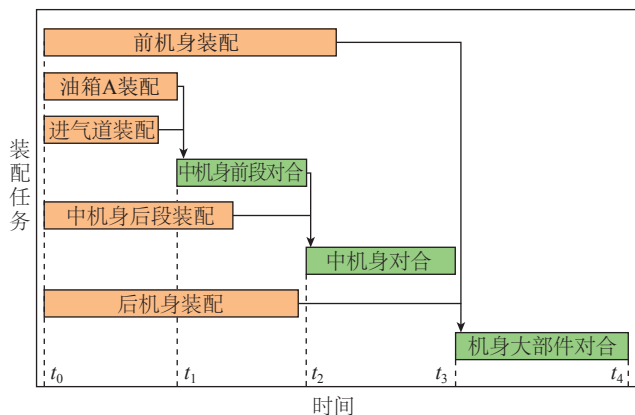 前机身装配
油箱A装配
进气道装配
中机身前段对合
中机身后段装配
中机身对合
后机身装配
机身大部件对合
装配任务
t₀ t₁ t₂ t₃ t₄
时间